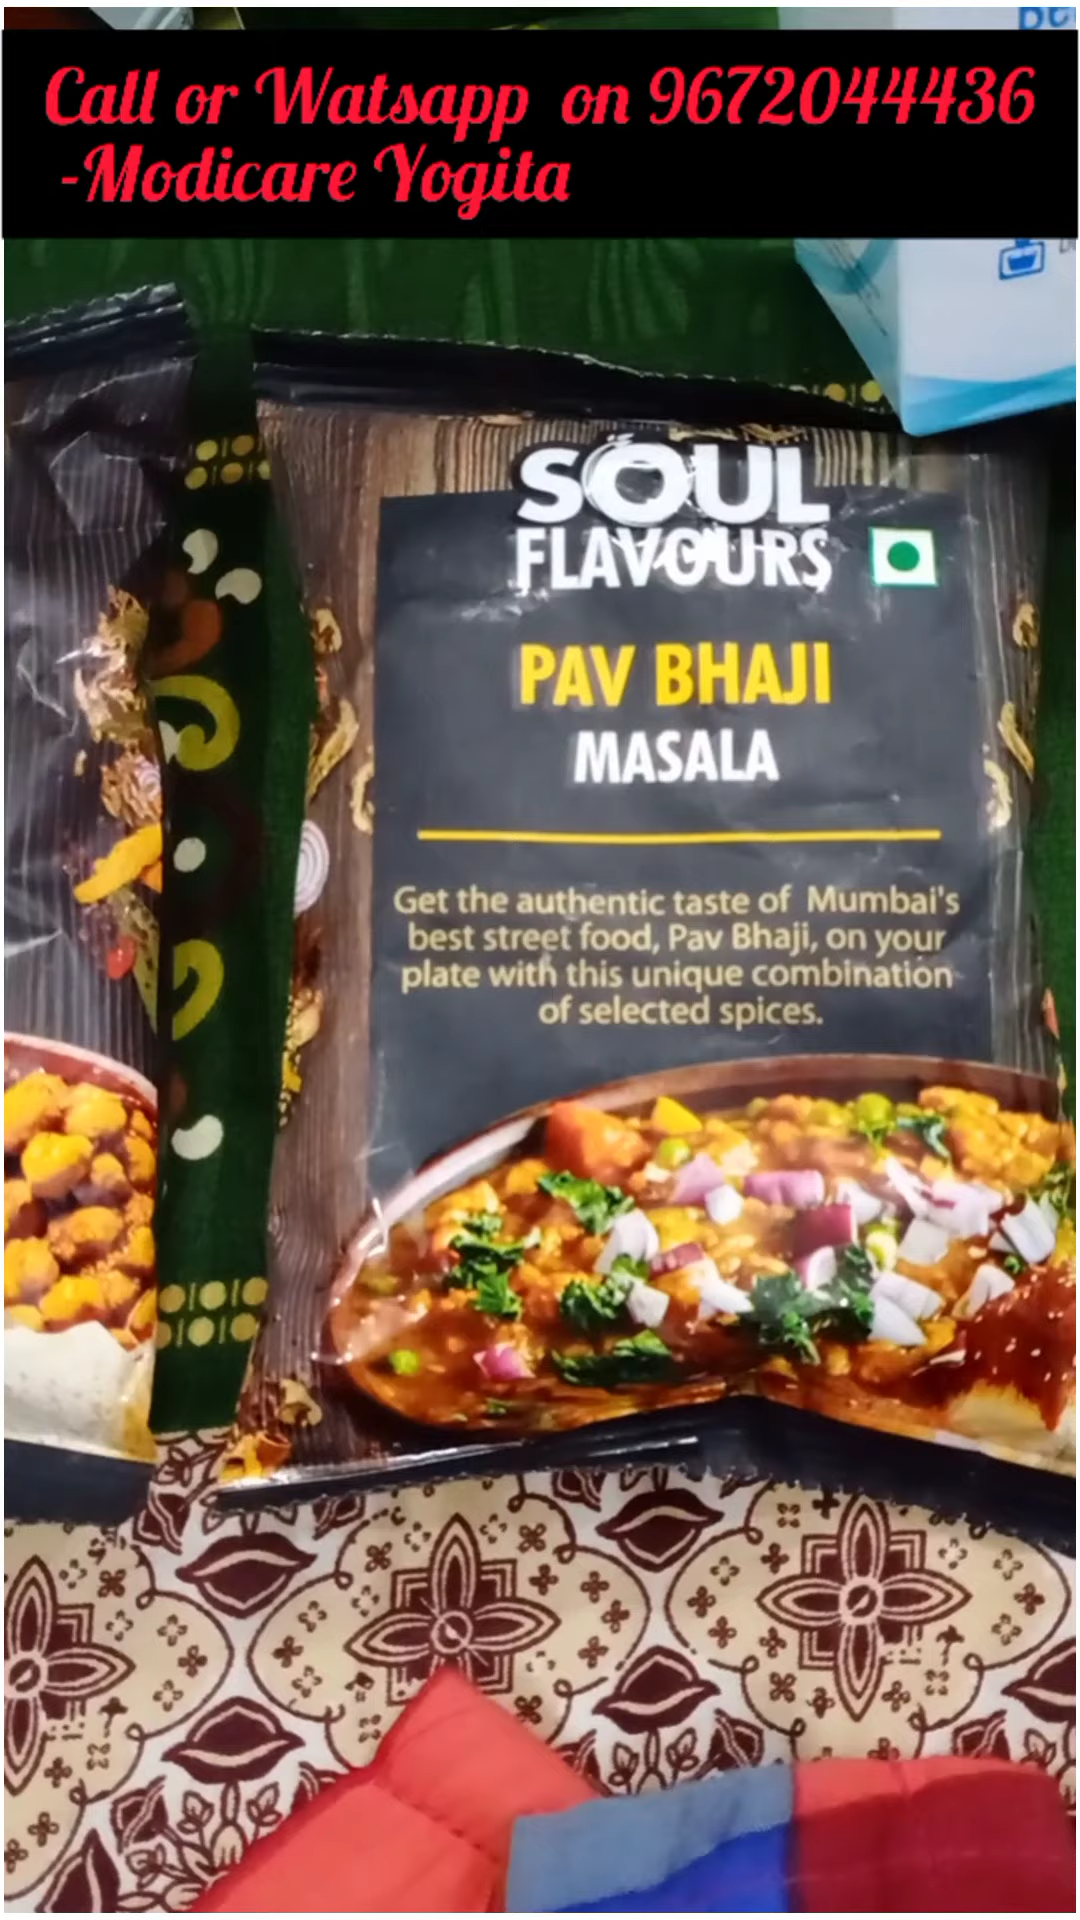 Call or Watsapp on 9672044436
-Modicare Yogita
SOUL
FLAVOURS
PAV BHAJI
MASALA
Get the authentic taste of Mumbai's
best street food, Pav Bhaji, on your
plate with this unique combination
of selected spices.